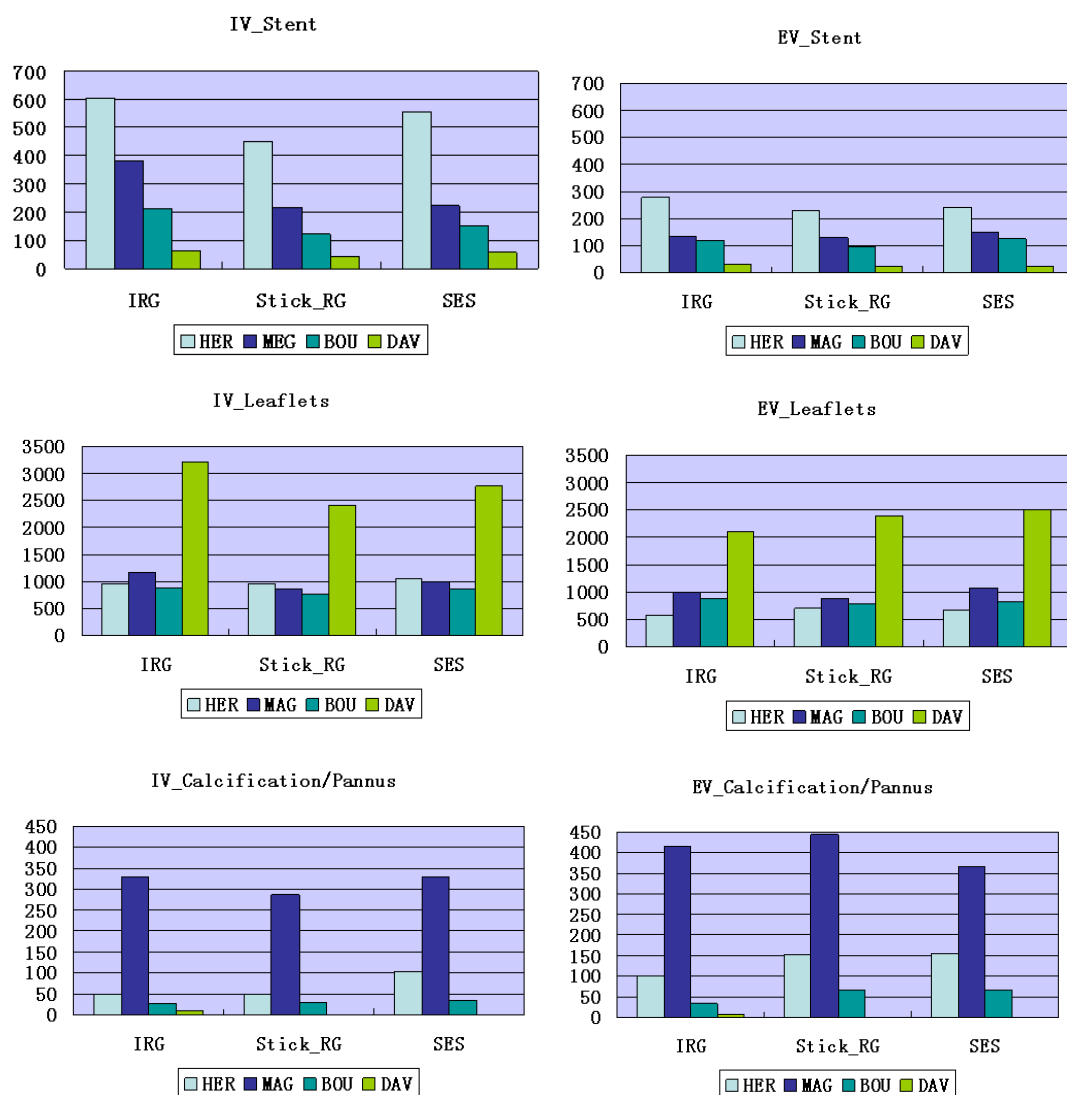 IV_Stent
700
600
500
400
300
200
100
0
IRG Stick_RG SES
HER MEG BOU DAV
EV_Stent
700
600
500
400
300
200
100
0
IRG Stick_RG SES
HER MAG BOU DAV
IV_Leaflets
3500
3000
2500
2000
1500
1000
500
0
IRG Stick_RG SES
HER MAG BOU DAV
EV_Leaflets
3500
3000
2500
2000
1500
1000
500
0
IRG Stick_RG SES
HER MAG BOU DAV
IV_Calcification/Pannus
450
400
350
300
250
200
150
100
50
0
IRG Stick_RG SES
HER MAG BOU DAV
EV_Calcification/Pannus
450
400
350
300
250
200
150
100
50
0
IRG Stick_RG SES
HER MAG BOU DAV